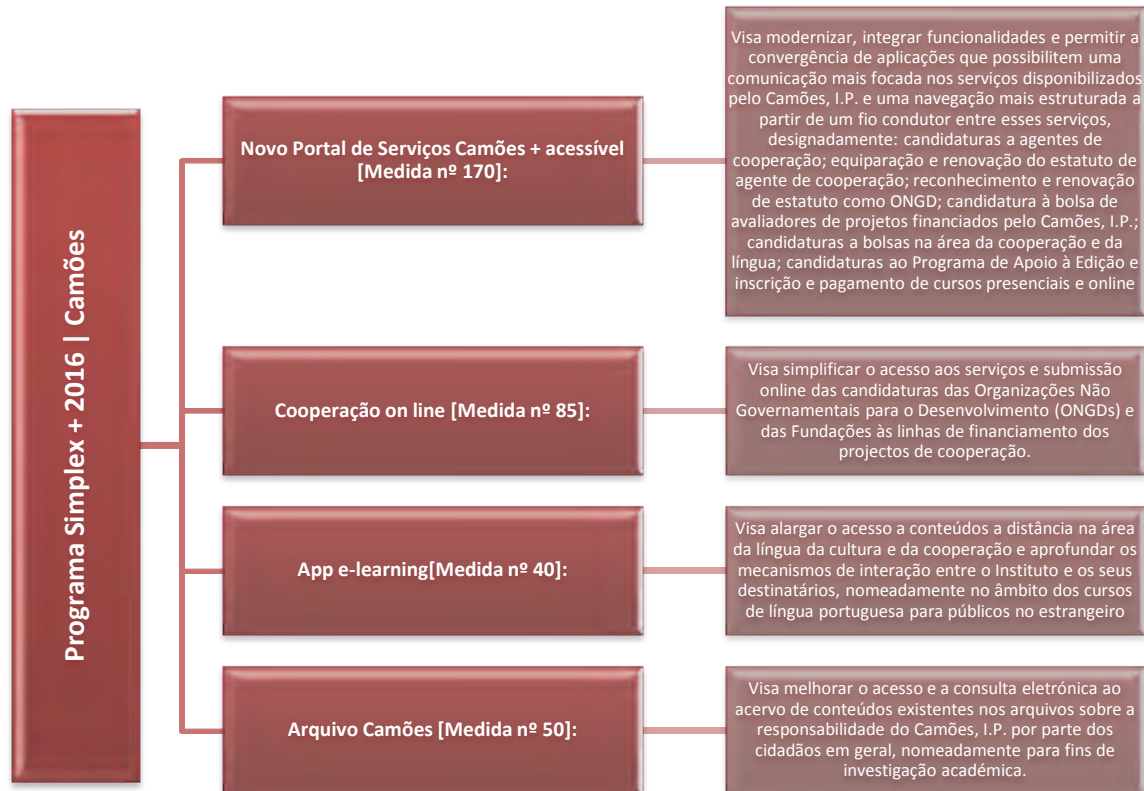 Programa Simplex + 2016 | Camões
Novo Portal de Serviços Camões + acessível
[Medida nº 170]:
Visa modernizar, integrar funcionalidades e permitir a
convergência de aplicações que possibilitem uma
comunicação mais focada nos serviços disponibilizados
pelo Camões, I.P. e uma navegação mais estruturada a
partir de um fio condutor entre esses serviços,
designadamente: candidaturas a agentes de
cooperação; equiparação e renovação do estatuto de
agente de cooperação; reconhecimento e renovação
de estatuto como ONGD; candidatura à bolsa de
avaliadores de projetos financiados pelo Camões, I.P.;
candidaturas a bolsas na área da cooperação e da
língua; candidaturas ao Programa de Apoio à Edição e
inscrição e pagamento de cursos presenciais e online
Cooperação on line [Medida nº 85]:
Visa simplificar o acesso aos serviços e submissão
online das candidaturas das Organizações Não
Governamentais para o Desenvolvimento (ONGDs) e
das Fundações às linhas de financiamento dos
projectos de cooperação.
App e-learning[Medida nº 40]:
Visa alargar o acesso a conteúdos a distância na área
da língua da cultura e da cooperação e aprofundar os
mecanismos de interação entre o Instituto e os seus
destinatários, nomeadamente no âmbito dos cursos
de língua portuguesa para públicos no estrangeiro
Arquivo Camões [Medida nº 50]:
Visa melhorar o acesso e a consulta eletrónica ao
acervo de conteúdos existentes nos arquivos sobre a
responsabilidade do Camões, I.P. por parte dos
cidadãos em geral, nomeadamente para fins de
investigação académica.